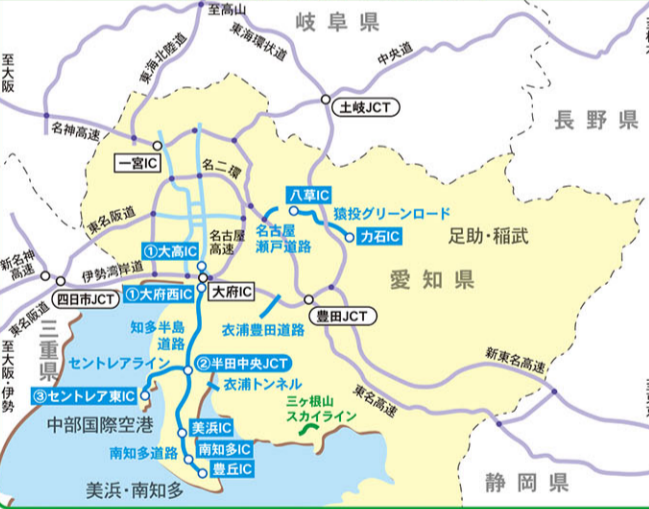 至高山
岐阜県
東海環状道
東海北陸道
中央道
至大阪
土岐JCT
長野県
名神高速
一宮IC
名二環
八草IC
猿投グリーンロード
東名阪道
名古屋
瀬戸道路
力石IC
足助・稲武
名古屋
高速
①大高IC
新名神
高速
伊勢湾岸道
愛知県
四日市JCT
①大府西IC
大府IC
豊田JCT
東名阪道
三重県
知多半島
道路
衣浦豊田道路
至大阪・伊勢
セントレアライン
②半田中央JCT
新東名高速
衣浦トンネル
③セントレア東IC
三ヶ根山
スカイライン
東名高速
中部国際空港
美浜IC
南知多道路
南知多IC
豊丘IC
美浜・南知多
静岡県